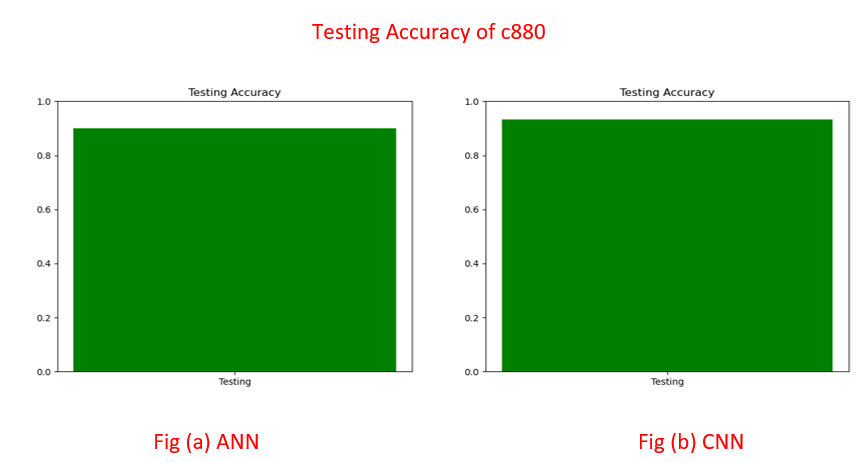 Testing Accuracy of c880
Testing Accuracy
1.0
0.8
0.6
0.4
0.2
0.0
Testing
Testing Accuracy
1.0
0.8
0.6
0.4
0.2
0.0
Testing
Fig (a) ANN
Fig (b) CNN